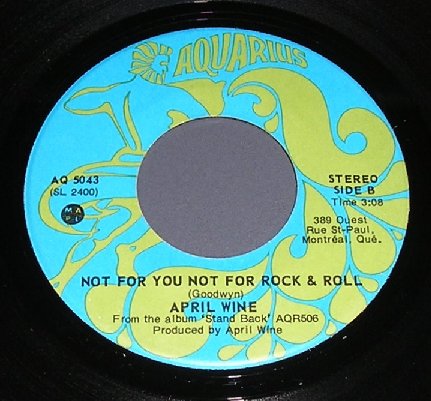 AQUARIUS
AQ 5043
(SL 2400)
M A
P L
STEREO
SIDE B
Time 3:08
389 Ouest
Rue St-Paul,
Montréal, Qué.
NOT FOR YOU NOT FOR ROCK & ROLL
(Goodwyn)
APRIL WINE
From the album 'Stand Back' AQR506
Produced by April Wine